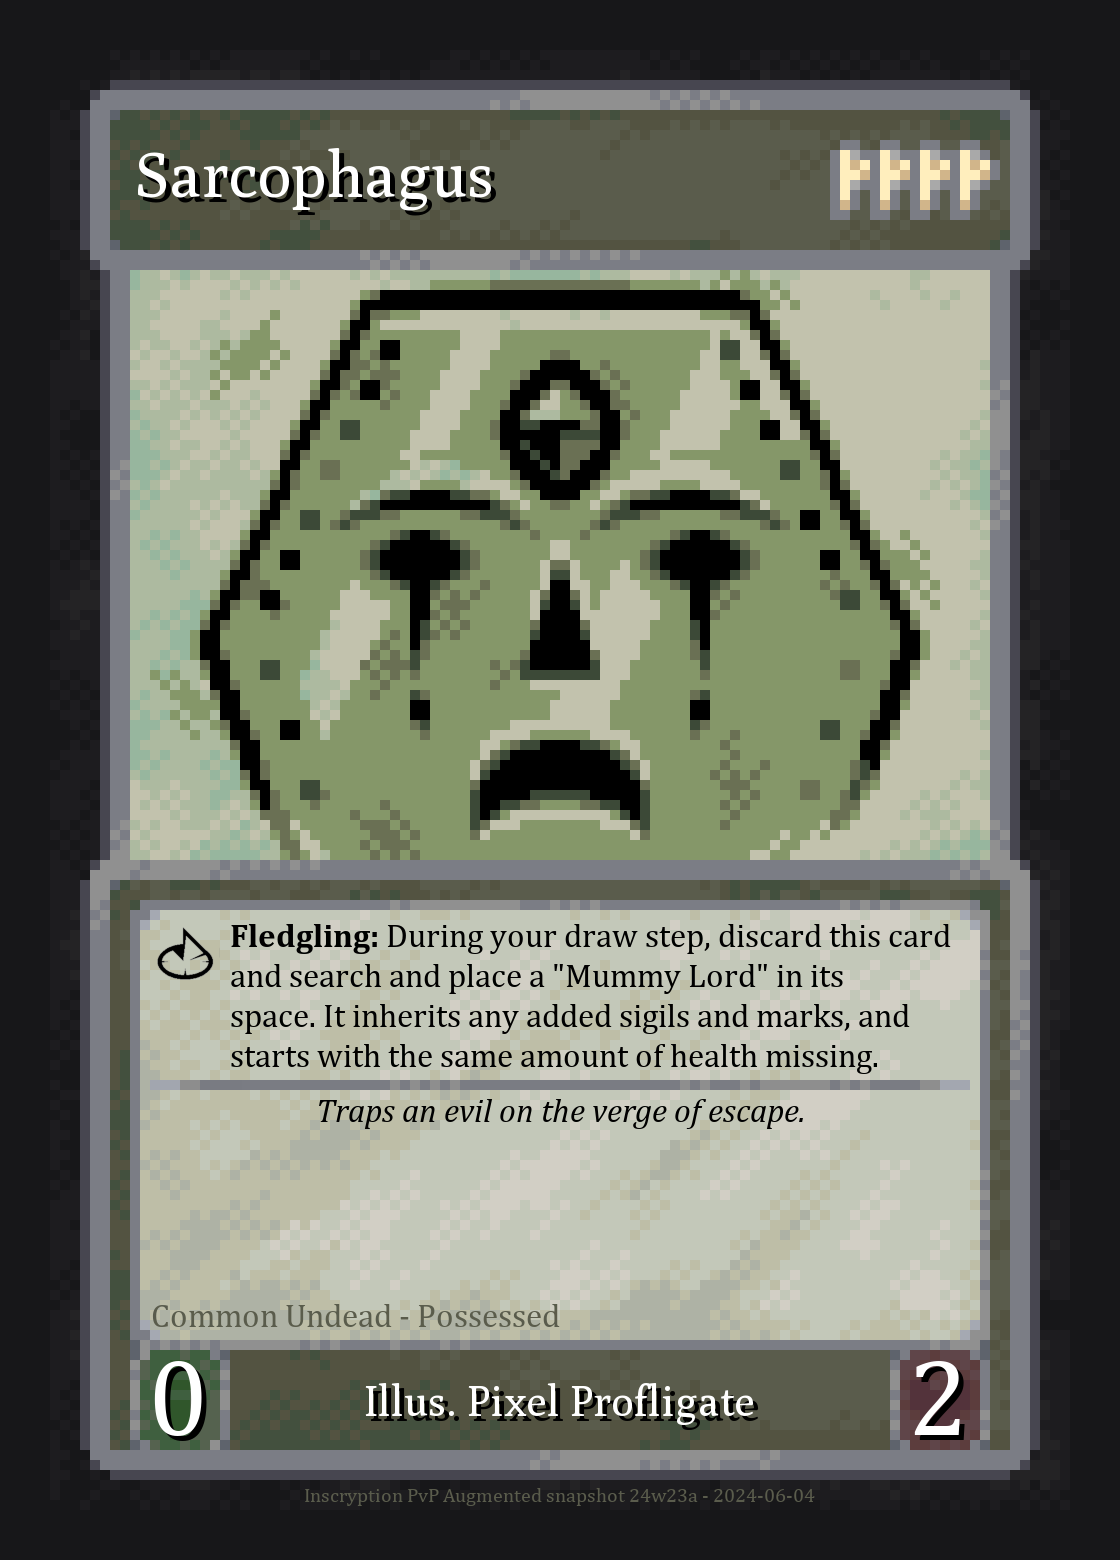 Sarcophagus
Fledgling: During your draw step, discard this card
and search and place a "Mummy Lord" in its
space. It inherits any added sigils and marks, and
starts with the same amount of health missing.
Traps an evil on the verge of escape.
Common Undead - Possessed
0
Illus. Pixel Profligate
2
Inscryption PvP Augmented snapshot 24w23a - 2024-06-04